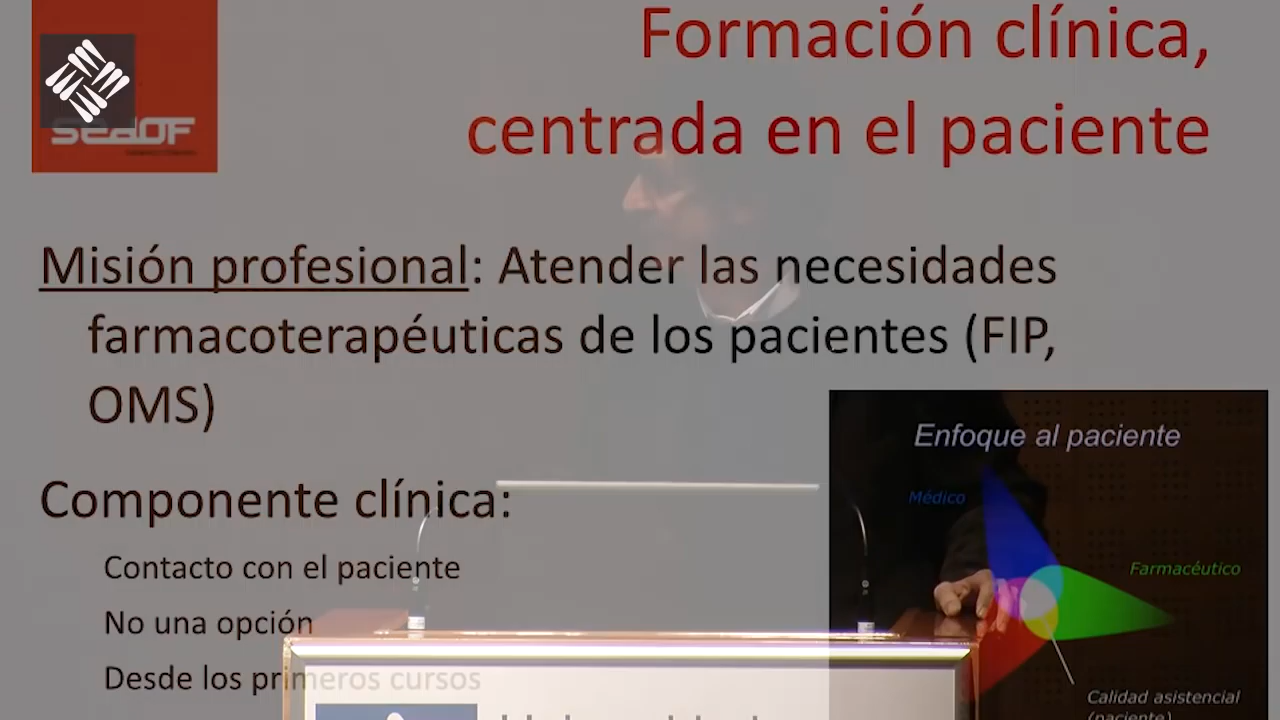 sedof
Formación clínica,
centrada en el paciente
Misión profesional: Atender las necesidades
farmacoterapéuticas de los pacientes (FIP,
OMS)
Componente clínica:
Contacto con el paciente
No una opción
Desde los primeros cursos
Enfoque al paciente
Médico
Farmacéutico
Calidad asistencial
(paciente)